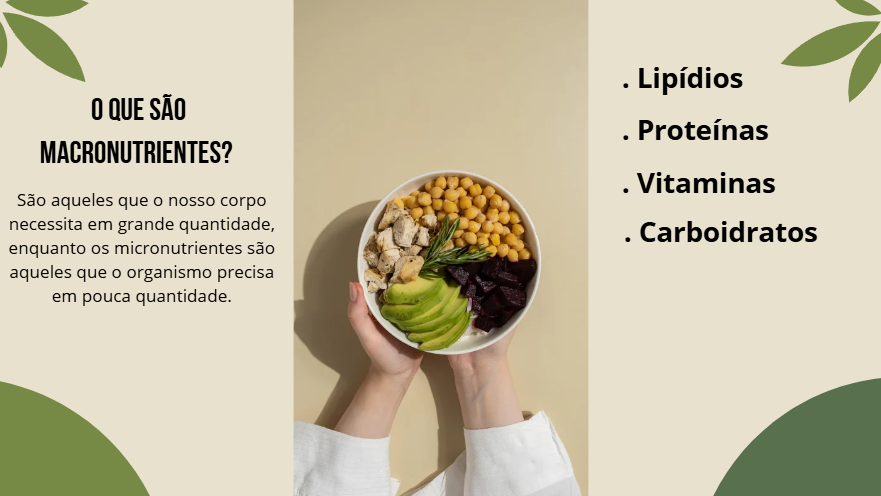 O QUE SÃO
MACRONUTRIENTES?
São aqueles que o nosso corpo
necessita em grande quantidade,
enquanto os micronutrientes são
aqueles que o organismo precisa
em pouca quantidade.
. Lipídios
. Proteínas
. Vitaminas
. Carboidratos